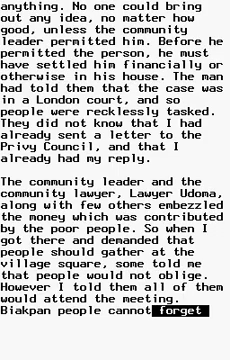 anything. No one could bring
out any idea, no matter how
good, unless the community
leader permitted him. Before he
permitted the person, he must
have settled him financially or
otherwise in his house. The man
had told them that the case was
in a London court, and so
people were recklessly tasked.
They did not know that I had
already sent a letter to the
Privy Council, and that I
already had my reply.

The community leader and the
community lawyer, Lawyer Udoma,
along with few others embezzled
the money which was contributed
by the poor people. So when I
got there and demanded that
people should gather at the
village square, some told me
that people would not oblige.
However I told them all of them
would attend the meeting.
Biakpan people cannot forget